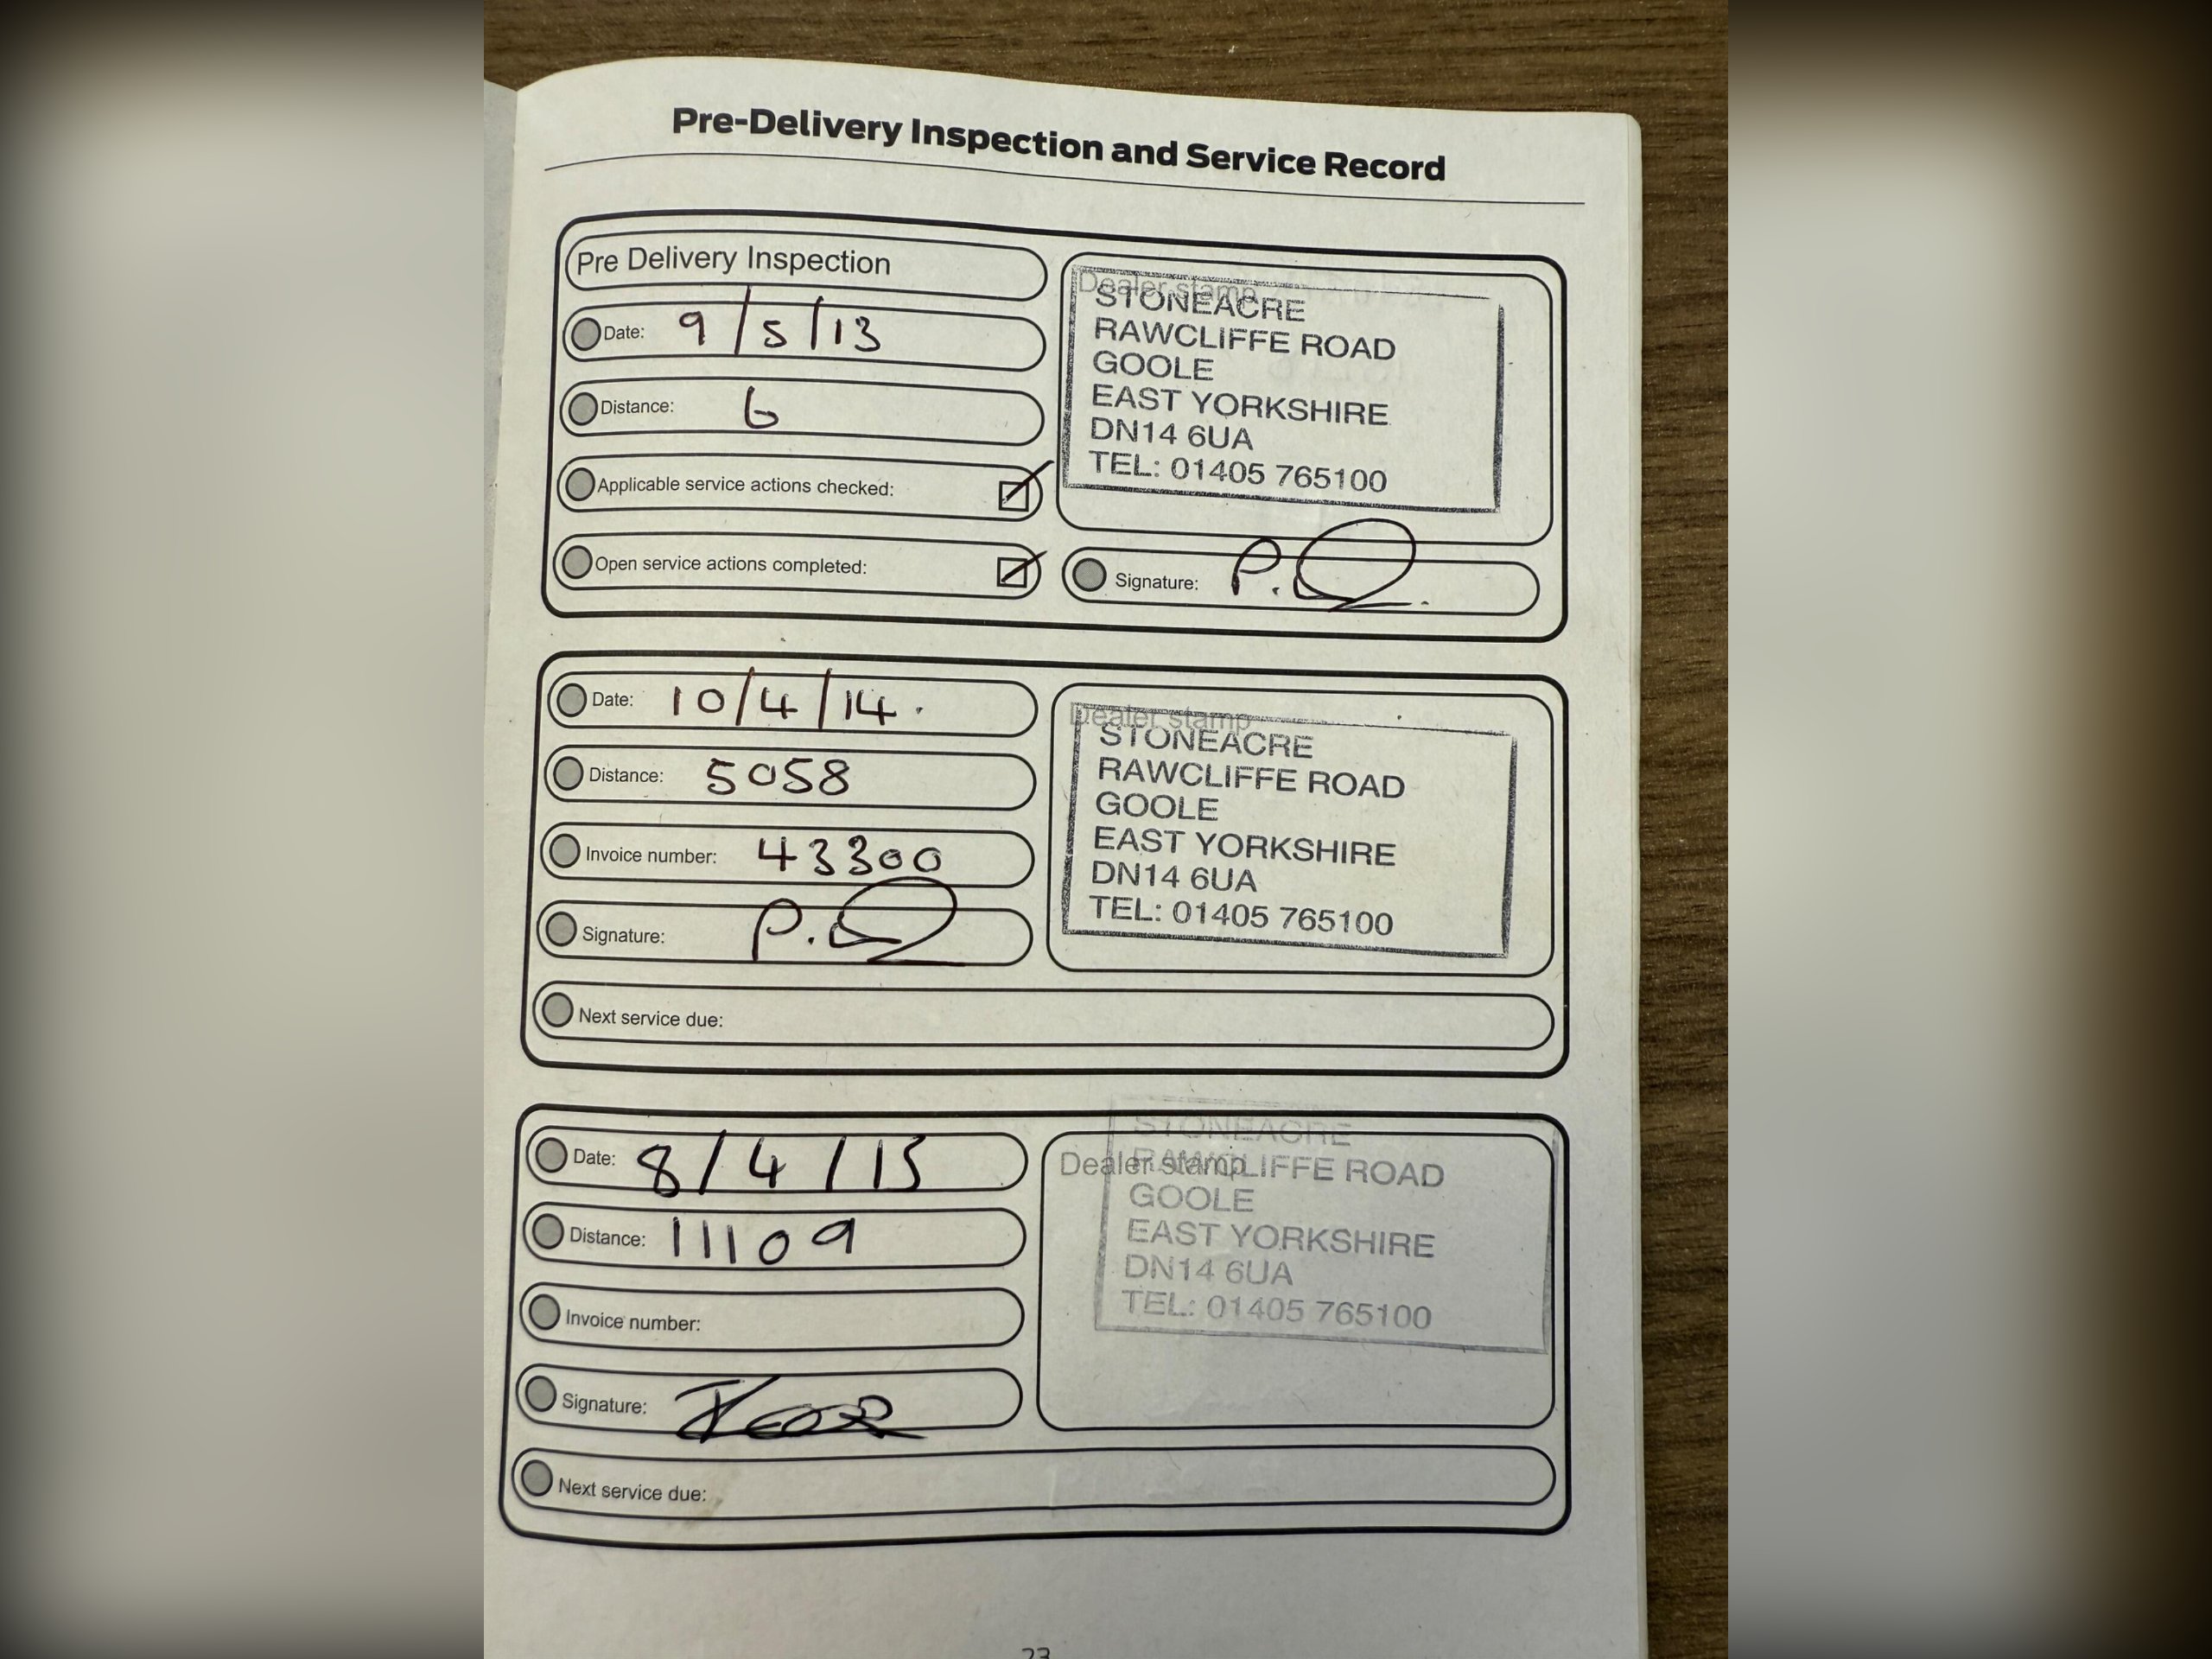 Pre-Delivery Inspection and Service Record
Pre Delivery Inspection
Date: 9/5/13
Distance: 6
Applicable service actions checked:
Open service actions completed:
Dealer stamp
STONEACRE
RAWCLIFFE ROAD
GOOLE
EAST YORKSHIRE
DN14 6UA
TEL: 01405 765100
Signature: P.
Date: 10/4/14.
Distance: 5058
Invoice number: 43300
Signature: P.
Next service due:
Dealer stamp
STONEACRE
RAWCLIFFE ROAD
GOOLE
EAST YORKSHIRE
DN14 6UA
TEL: 01405 765100
Date: 8/4/15
Distance: 11109
Invoice number:
Signature:
Next service due:
Dealer stamp
STONEACRE
RAWCLIFFE ROAD
GOOLE
EAST YORKSHIRE
DN14 6UA
TEL: 01405 765100
23